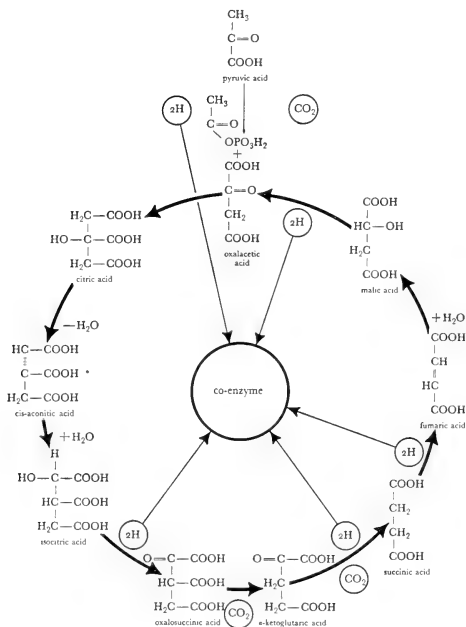 CH3
C=O
COOH
pyruvic acid
2H
CH3
C=O
OPO3H2
CO2
+
COOH
C=O
CH2
COOH
oxalacetic
acid
2H
H2C—COOH
HO—C—COOH
H2C—COOH
citric acid
—H2O
HC—COOH
C—COOH
H2C—COOH
cis-aconitic acid
+H2O
H
HO—C—COOH
HC—COOH
H2C—COOH
isocitric acid
2H
O=C—COOH
HC—COOH
H2C—COOH
oxalosuccinic acid
CO2
O=C—COOH
H2C
H2C—COOH
α-ketoglutaric acid
2H
CO2
COOH
CH2
CH2
COOH
succinic acid
2H
COOH
CH
HC
COOH
fumaric acid
+H2O
COOH
HC—OH
H2C
COOH
malic acid
co-enzyme